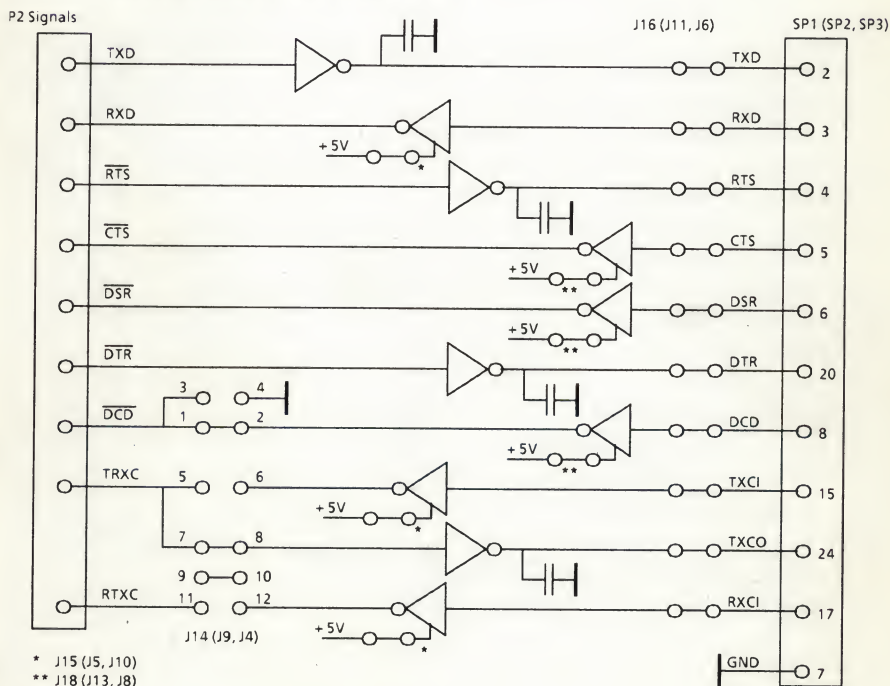 P2 Signals J16 (J11, J6) SP1 (SP2, SP3)
TXD TXD 2
RXD RXD 3
+ 5V *
RTS RTS 4
CTS CTS 5
+ 5V **
DSR DSR 6
+ 5V **
DTR DTR 20
3 4
DCD 1 2 DCD 8
+ 5V **
TRXC 5 6 TXCI 15
+ 5V *
7 8 TXCO 24
9 10
RTXC 11 12 RXCI 17
+ 5V *
J14 (J9, J4)
* J15 (J5, J10)
** J18 (J13, J8)
GND 7